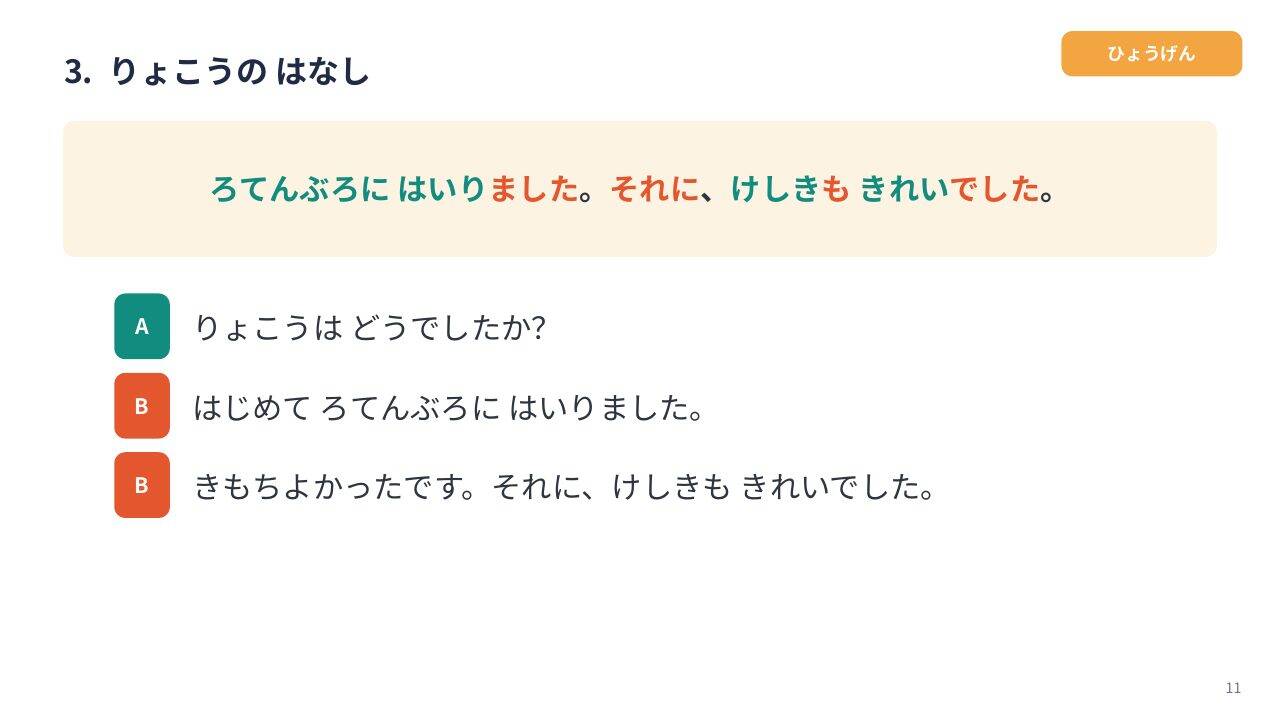 3. りょこうの はなし
ひょうげん
ろてんぶろに はいりました。それに、けしきも きれいでした。
A りょこうは どうでしたか?
B はじめて ろてんぶろに はいりました。
B きもちよかったです。それに、けしきも きれいでした。
11